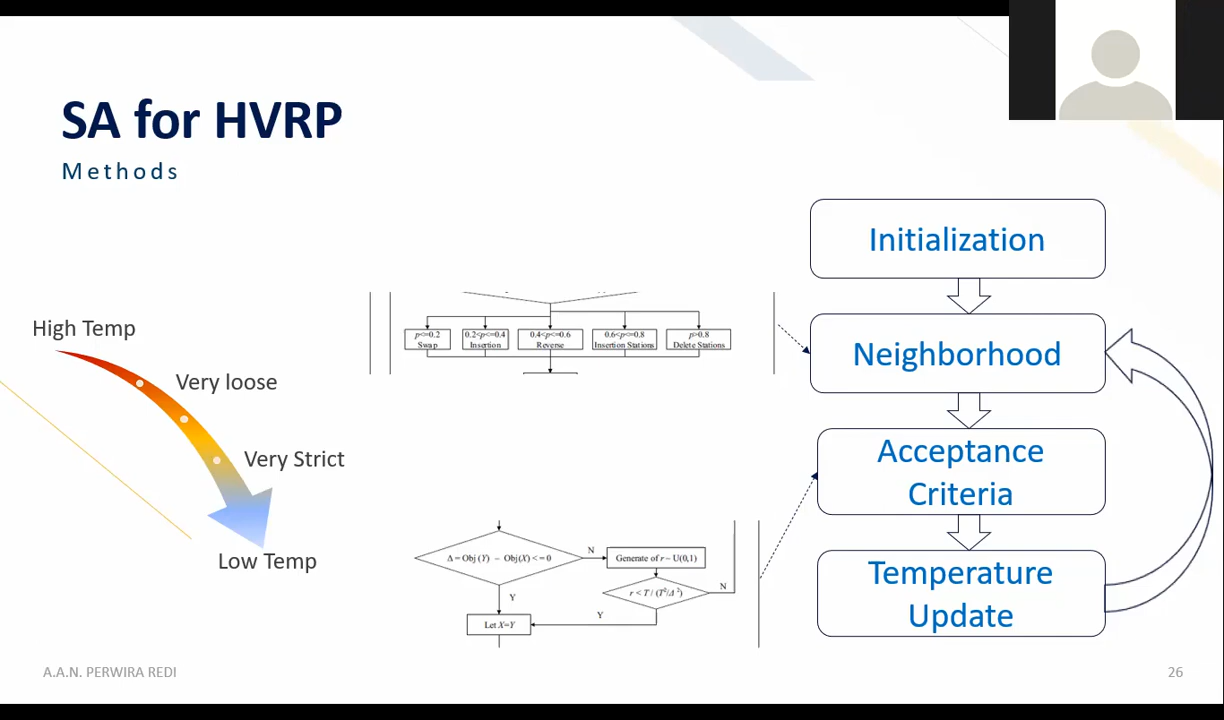 SA for HVRP
Methods
High Temp
Very loose
Very Strict
Low Temp
p<=0.2
Swap
0.2<p<=0.4
Insertion
0.4<p<=0.6
Reverse
0.6<p<=0.8
Insertion Stations
p>0.8
Delete Stations
Δ = Obj (Y) – Obj(X) < = 0
N
Y
Generate of r ~ U(0,1)
r < T / (T²/Δ ²)
N
Y
Let X=Y
Initialization
Neighborhood
Acceptance
Criteria
Temperature
Update
A.A.N. PERWIRA REDI
26